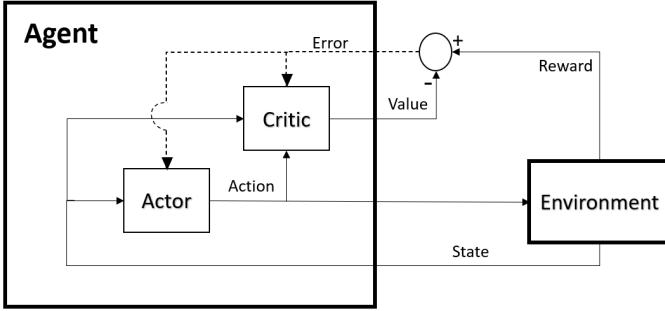 Agent
Error
+
Reward
-
Value
Critic
Action
Actor
Environment
State